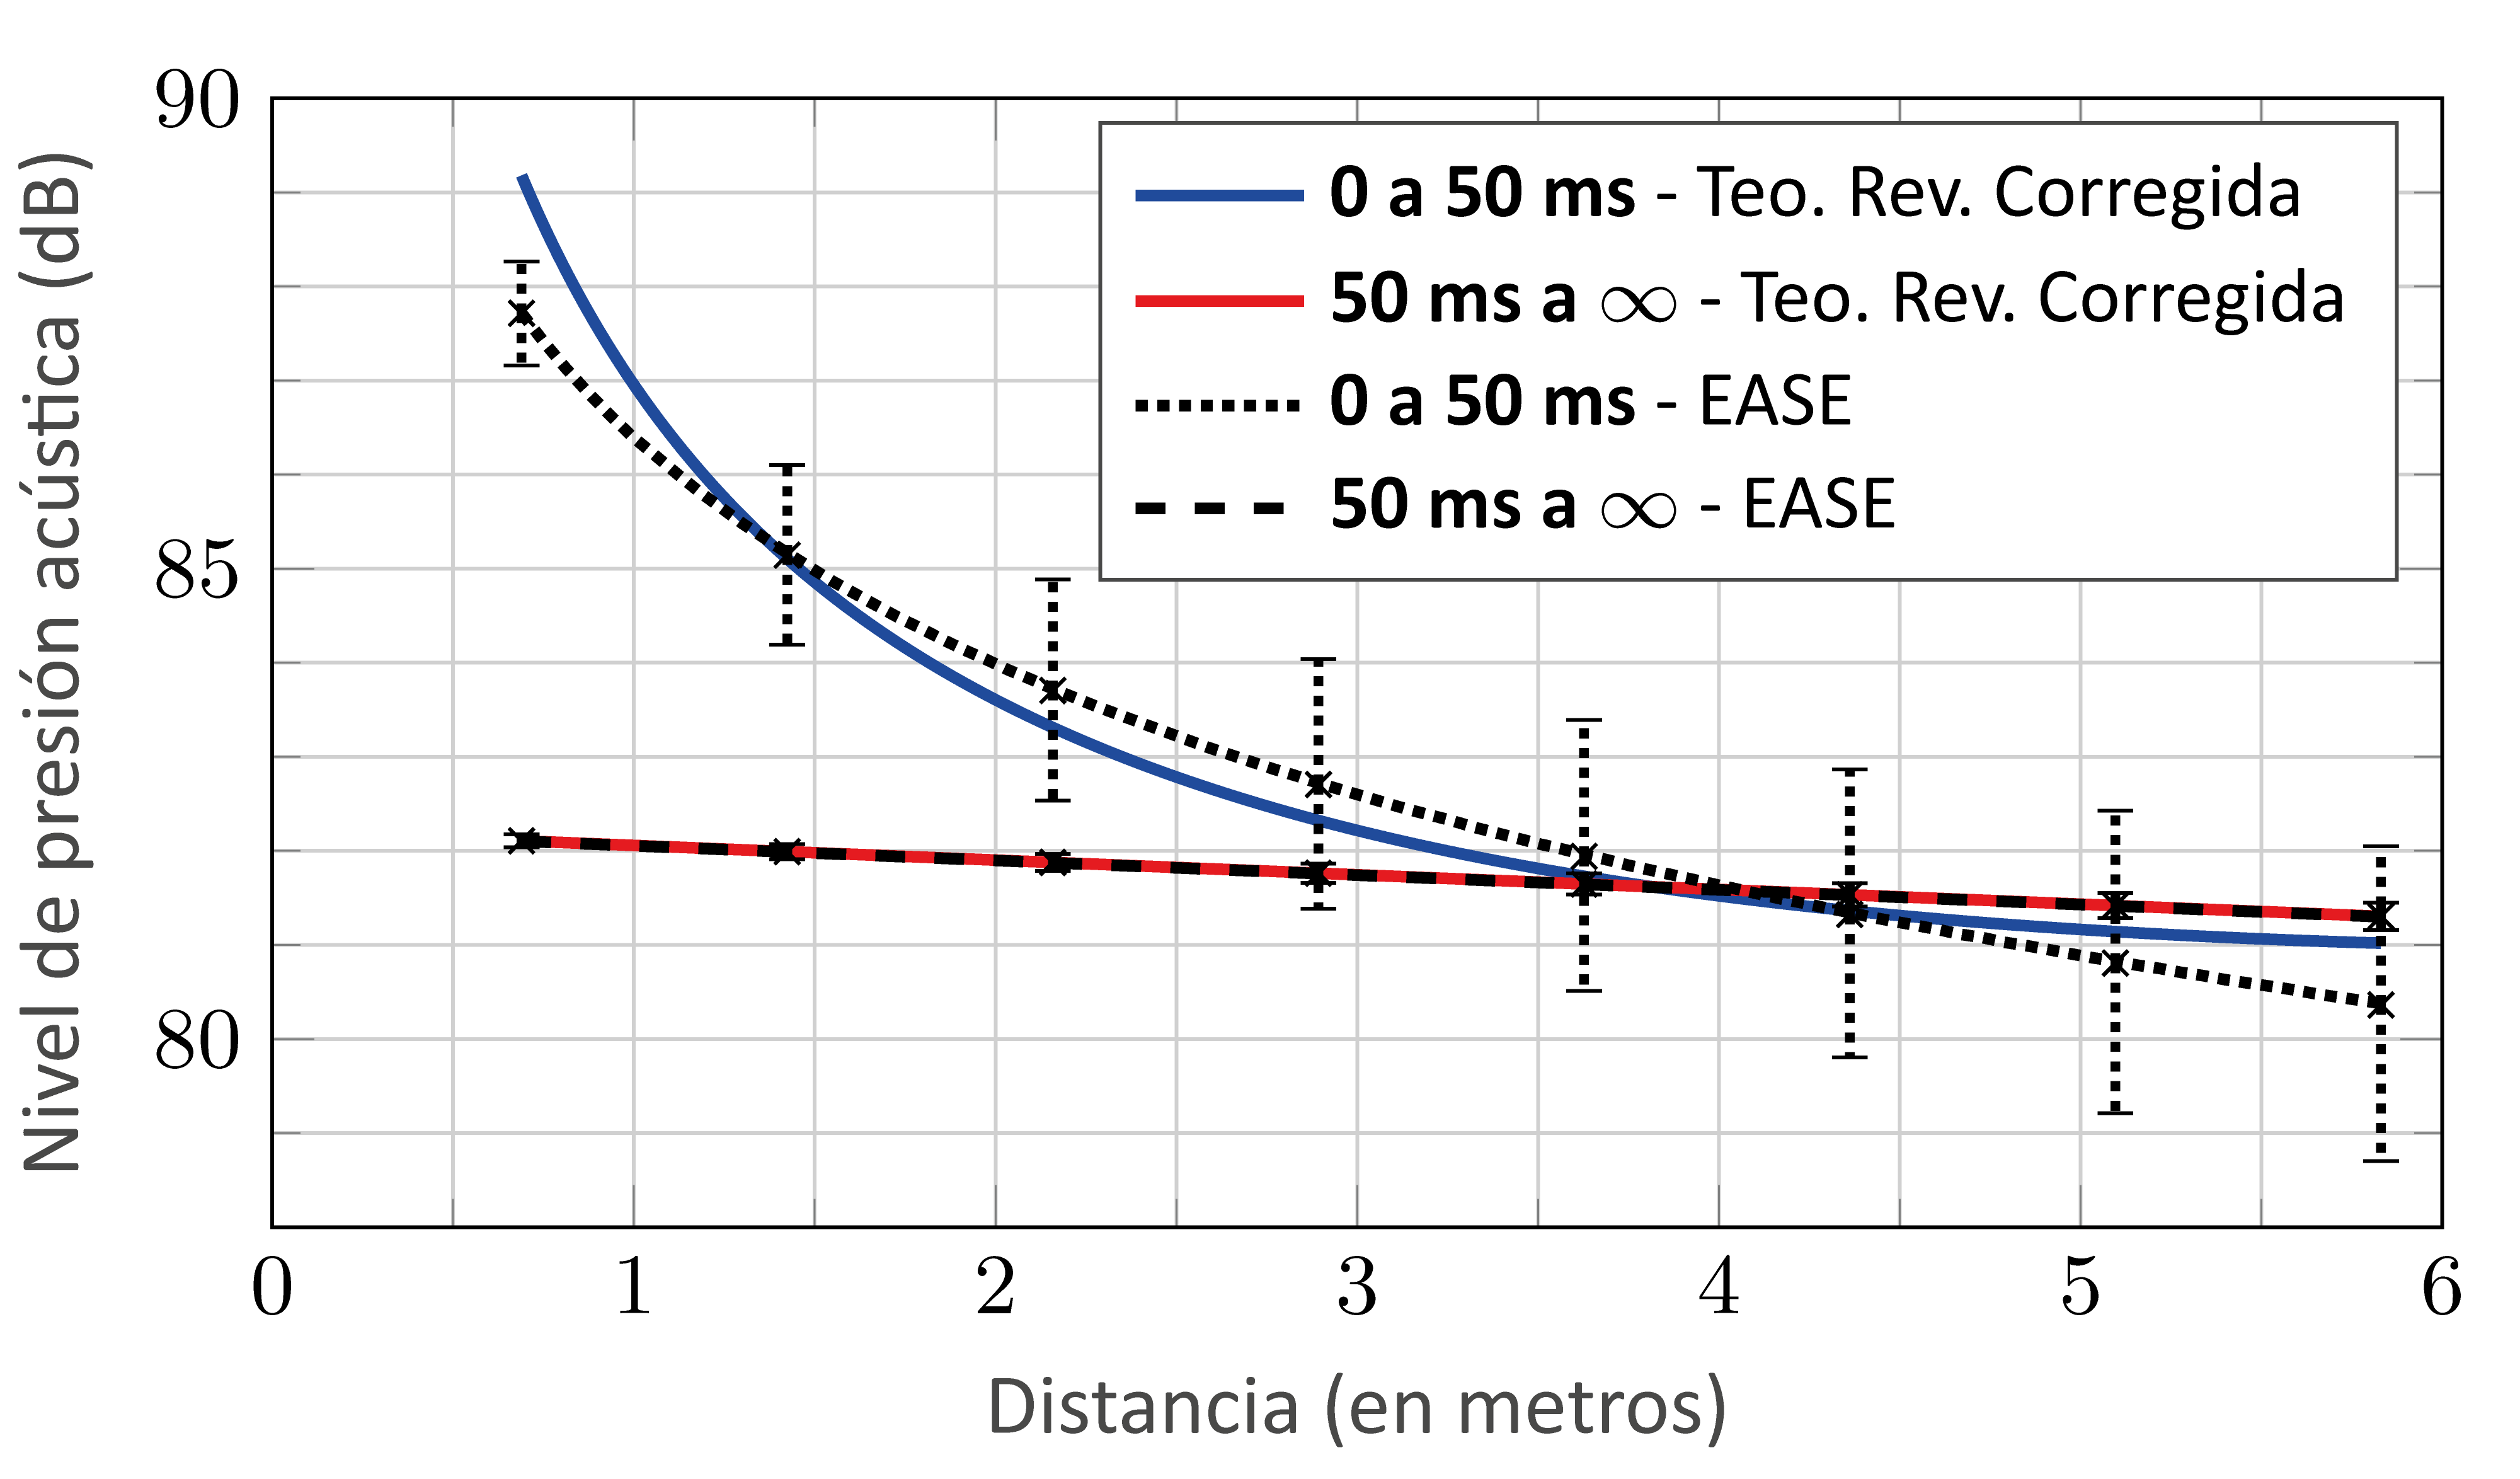 Nivel de presión acústica (dB)
90
85
80
0 a 50 ms - Teo. Rev. Corregida
50 ms a ∞ - Teo. Rev. Corregida
0 a 50 ms - EASE
50 ms a ∞ - EASE
0 1 2 3 4 5 6
Distancia (en metros)